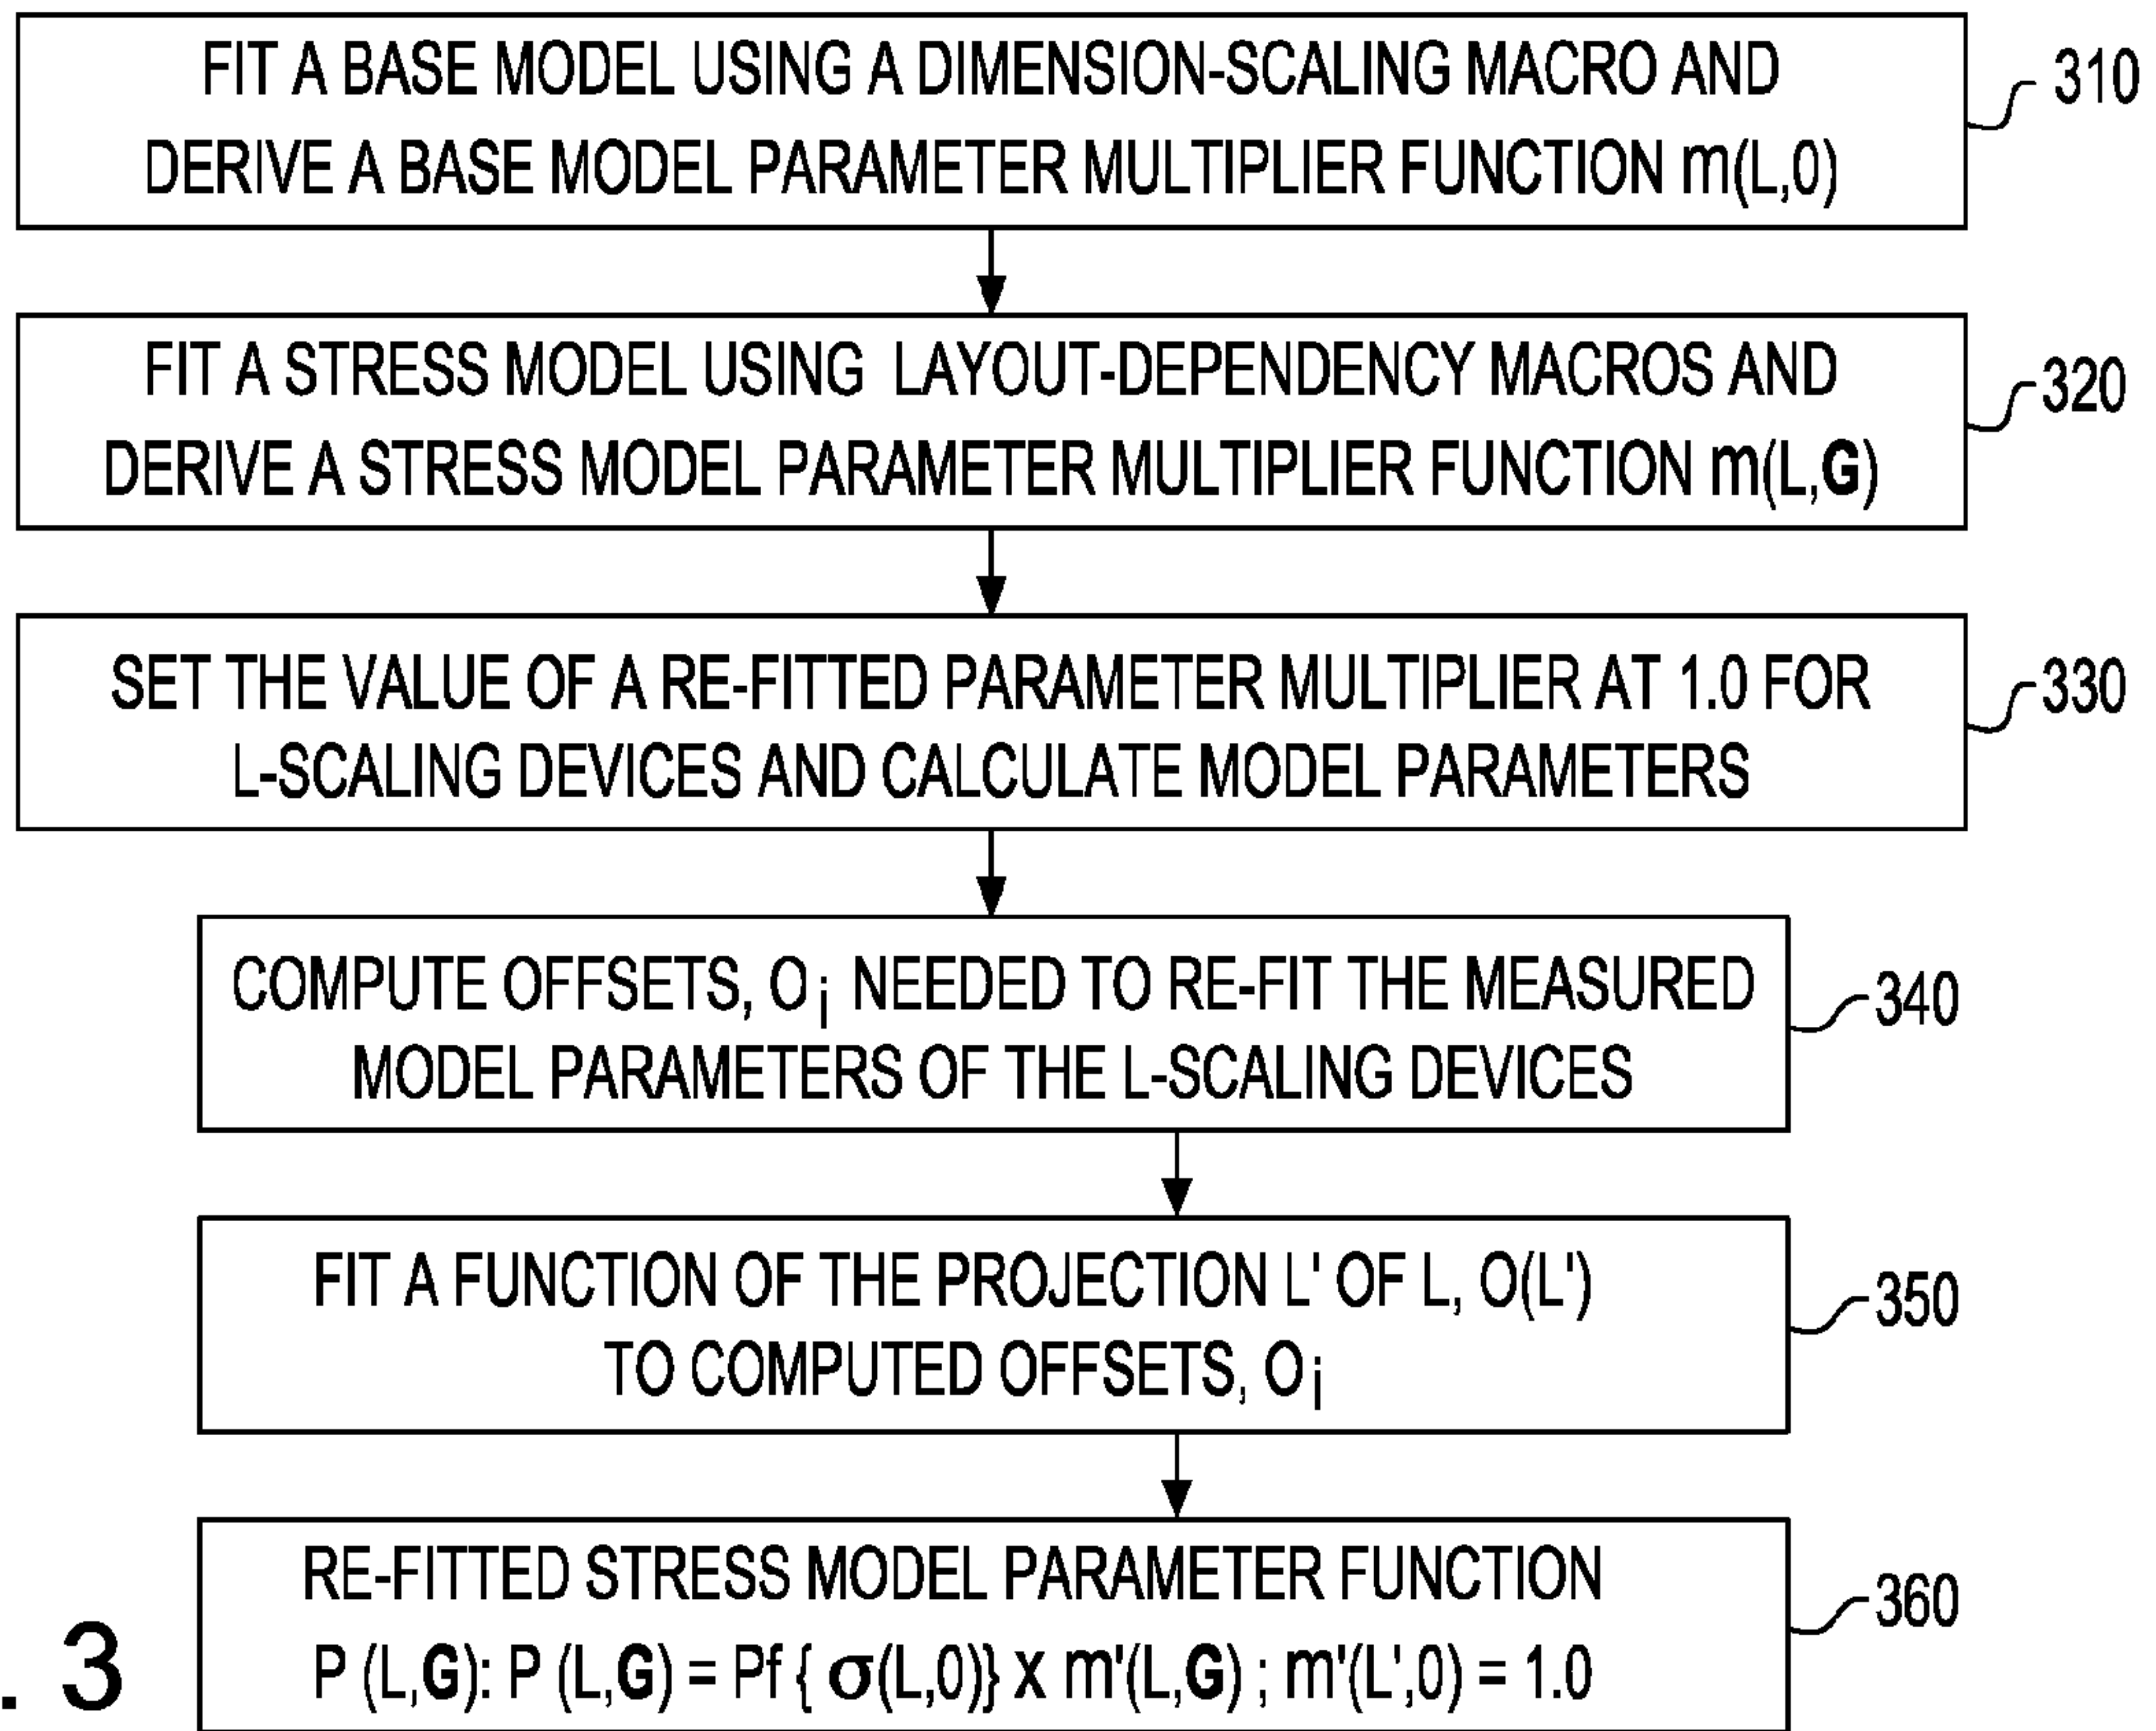 FIT A BASE MODEL USING A DIMENSION-SCALING MACRO AND
DERIVE A BASE MODEL PARAMETER MULTIPLIER FUNCTION m(L,0)
310
FIT A STRESS MODEL USING LAYOUT-DEPENDENCY MACROS AND
DERIVE A STRESS MODEL PARAMETER MULTIPLIER FUNCTION m(L,G)
320
SET THE VALUE OF A RE-FITTED PARAMETER MULTIPLIER AT 1.0 FOR
L-SCALING DEVICES AND CALCULATE MODEL PARAMETERS
330
COMPUTE OFFSETS, O i NEEDED TO RE-FIT THE MEASURED
MODEL PARAMETERS OF THE L-SCALING DEVICES
340
FIT A FUNCTION OF THE PROJECTION L' OF L, O(L')
TO COMPUTED OFFSETS, O i
350
RE-FITTED STRESS MODEL PARAMETER FUNCTION
P (L,G): P (L,G) = Pf { σ(L,0)} x m'(L,G) ; m'(L',0) = 1.0
360
. 3